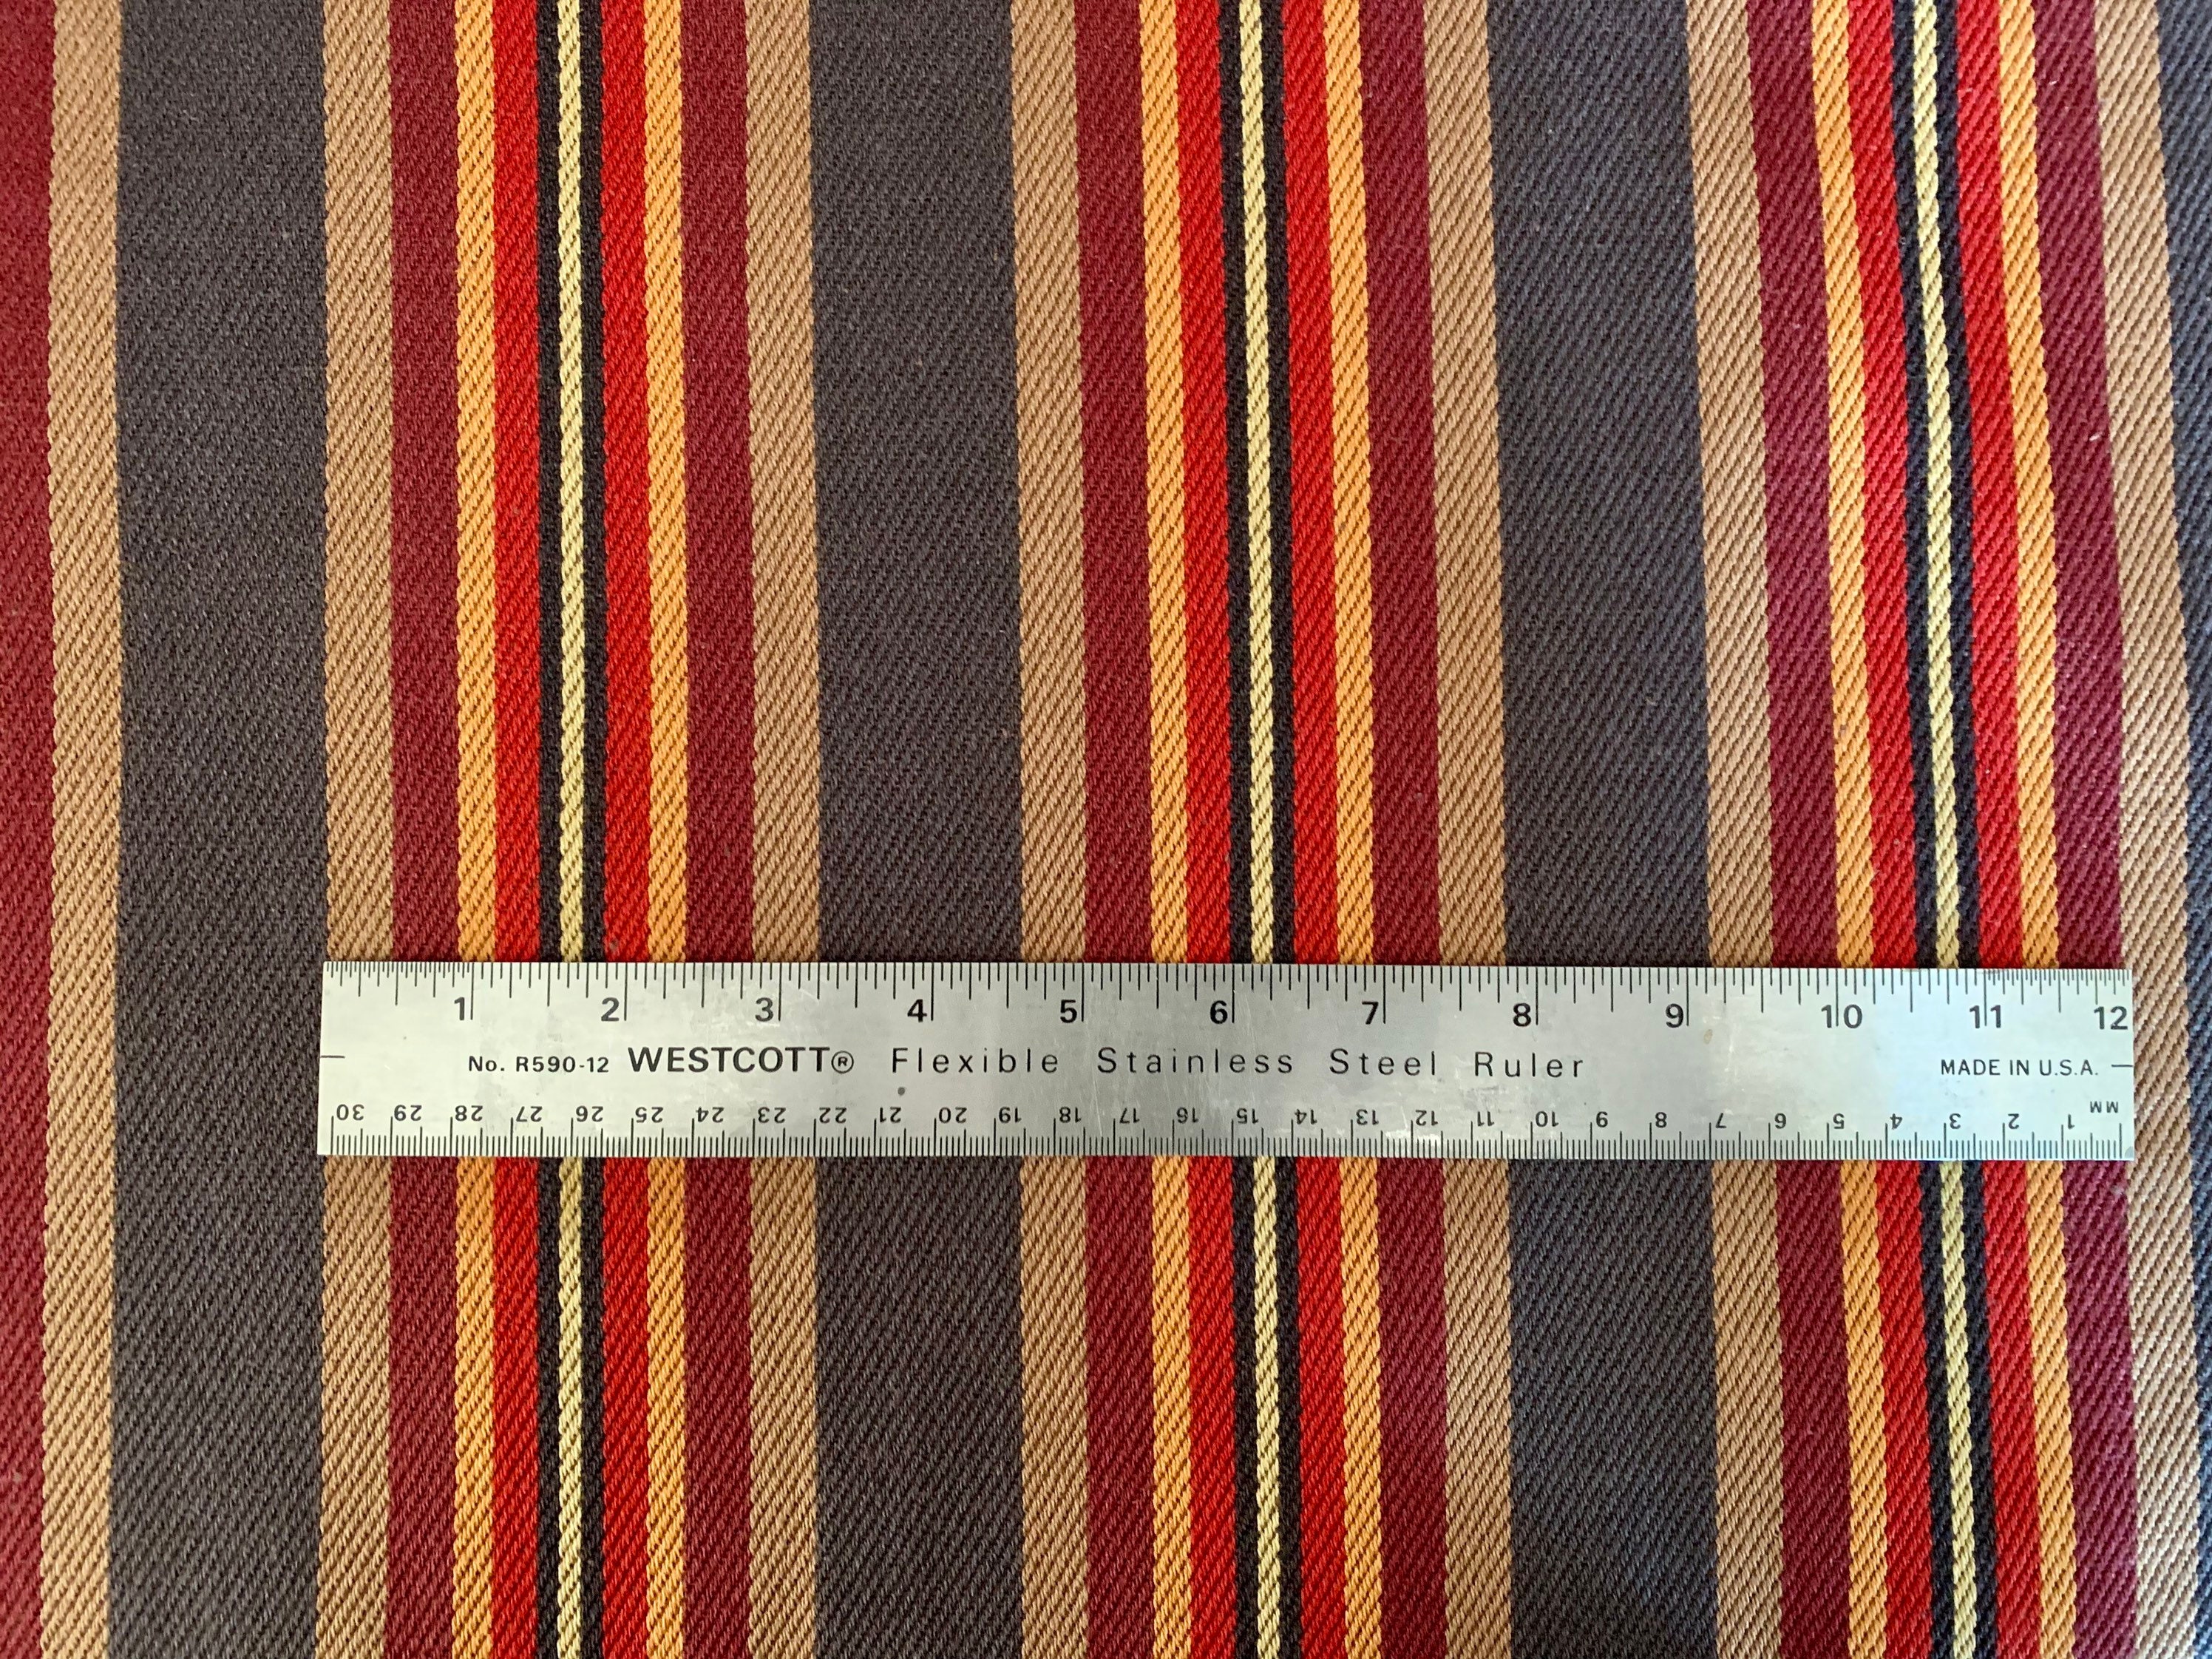 1 2 3 4 5 6 7 8 9 10 11 12
No. R590-12 WESTCOTT® Flexible Stainless Steel Ruler MADE IN U.S.A.
MM
30 29 28 27 26 25 24 23 22 21 20 19 18 17 16 15 14 13 12 11 10 9 8 7 6 5 4 3 2 1